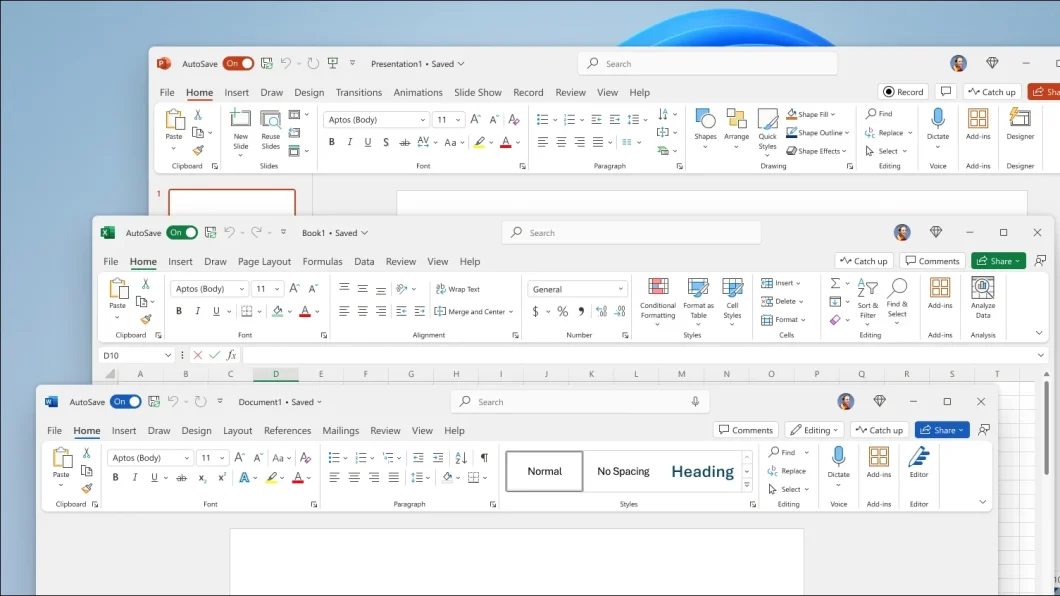 AutoSave On Presentation1 • Saved Search
File Home Insert Draw Design Transitions Animations Slide Show Record Review View Help Record Catch up
Paste New Slide Reuse Slides Aptos (Body) 11 Shapes Arrange Quick Styles Shape Fill Shape Outline Shape Effects Find Replace Select Dictate Add-ins Designer
B I U S ab AV Aa A
Clipboard Slides Font Paragraph Drawing Editing Voice Add-ins Designer
1
AutoSave On Book1 • Saved Search
File Home Insert Draw Page Layout Formulas Data Review View Help Catch up Comments Share
Paste Aptos (Body) 11 Wrap Text General Conditional Formatting Format as Table Cell Styles Insert Delete Format Sort & Filter Find & Select Add-ins Analyze Data
B I U A Merge and Center $ % 9
Clipboard Font Alignment Number Styles Cells Editing Add-ins Analysis
D10 fx
A B C D E F G H I J K L M N O P Q R S T
AutoSave On Document1 • Saved Search
File Home Insert Draw Design Layout References Mailings Review View Help Comments Editing Catch up Share
Paste Aptos (Body) 11 Aa Normal No Spacing Heading Find Replace Select Dictate Add-ins Editor
B I U ab x₂ x² A A
Clipboard Font Paragraph Styles Editing Voice Add-ins Editor